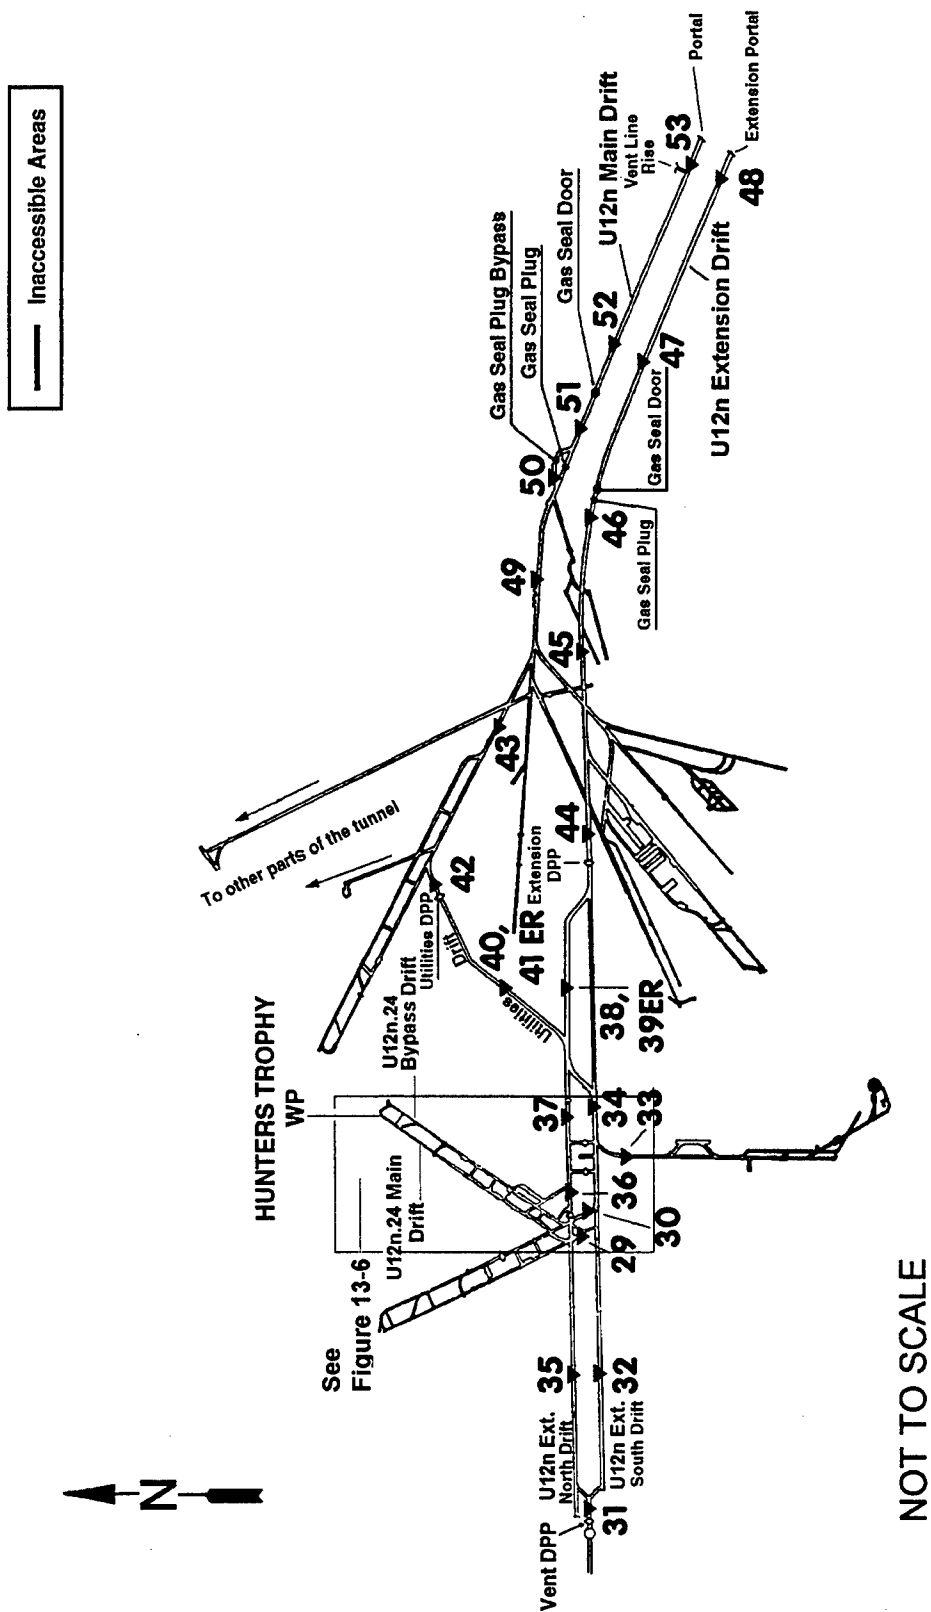 Inaccessible Areas
Portal
Extension Portal
53
Vent Line
Rise
U12n Main Drift
48
Gas Seal Door
Gas Seal Plug
Gas Seal Plug Bypass
52
47
U12n Extension Drift
51
50
Gas Seal Door
46
Gas Seal Plug
49
45
43
To other parts of the tunnel
44
Extension
DPP
42
Utilities DPP
40,
41 ER
Utilities
Drift
38,
39ER
HUNTERS TROPHY
WP
U12n.24
Bypass Drift
U12n.24 Main
Drift
37
34
33
36
30
29
See
Figure 13-6
35
32
U12n Ext.
North Drift
U12n Ext.
South Drift
31
Vent DPP
N
NOT TO SCALE